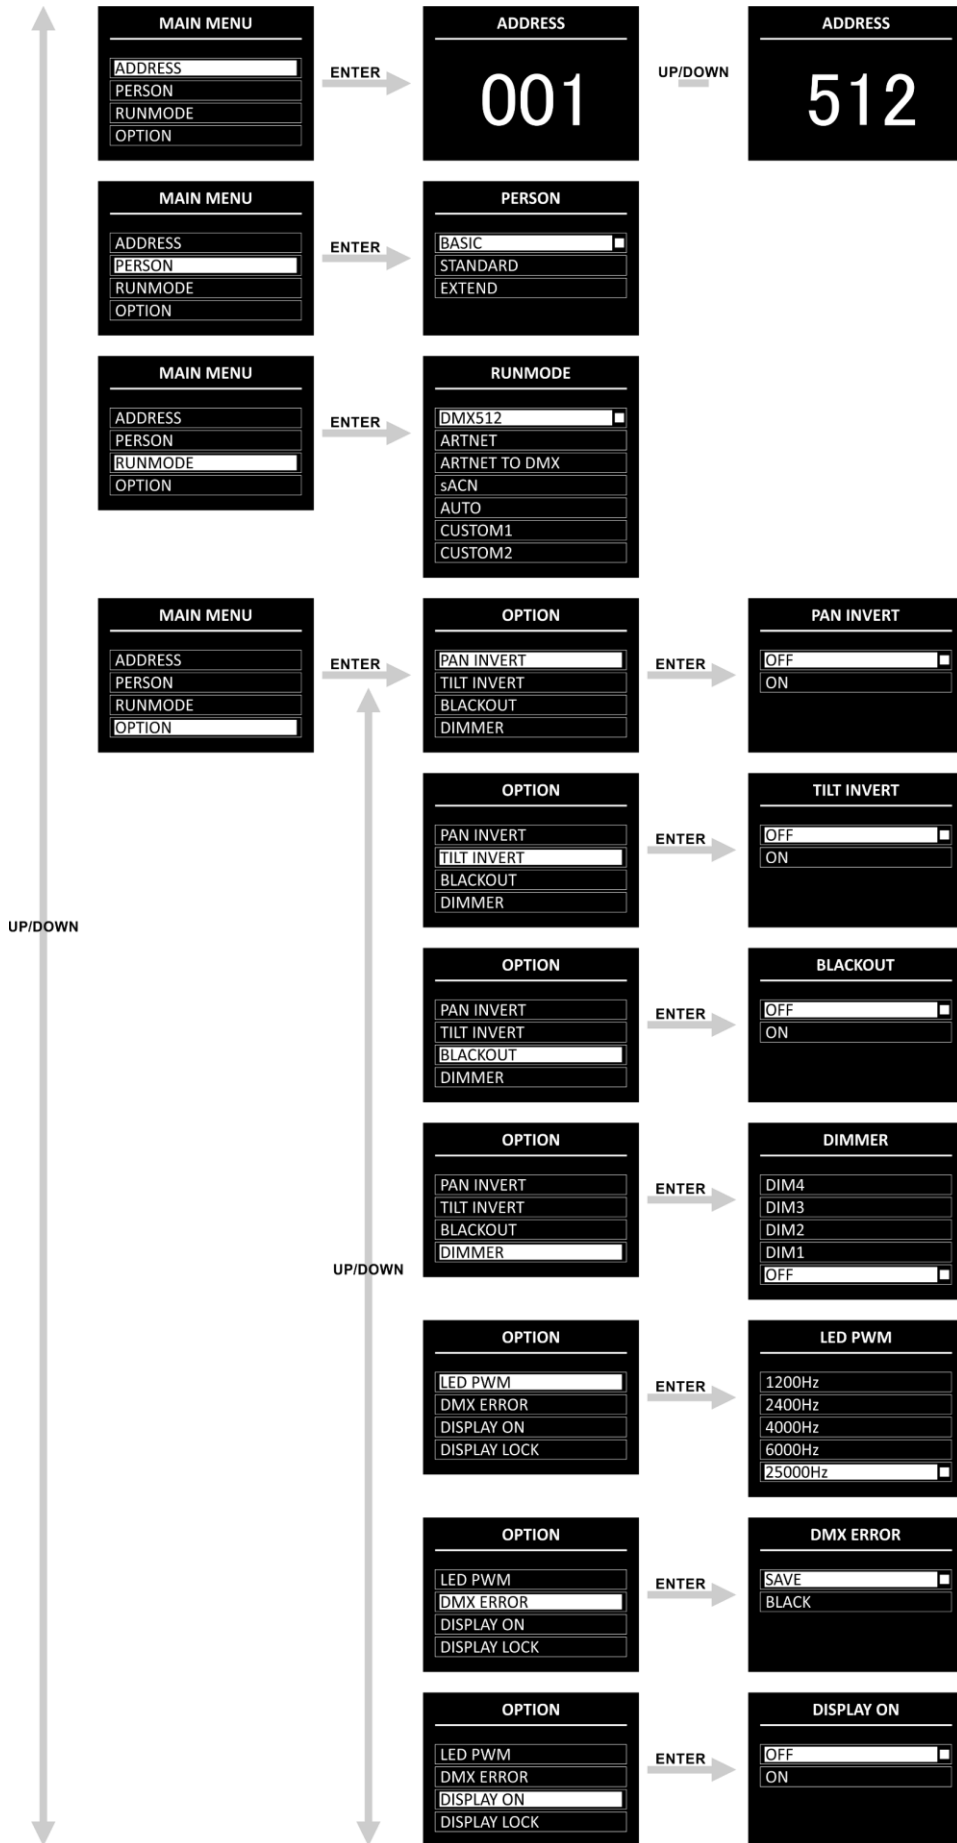 MAIN MENU
ADDRESS
PERSON
RUNMODE
OPTION
ENTER
ADDRESS
001
UP/DOWN
ADDRESS
512
MAIN MENU
ADDRESS
PERSON
RUNMODE
OPTION
ENTER
PERSON
BASIC
STANDARD
EXTEND
MAIN MENU
ADDRESS
PERSON
RUNMODE
OPTION
ENTER
RUNMODE
DMX512
ARTNET
ARTNET TO DMX
sACN
AUTO
CUSTOM1
CUSTOM2
MAIN MENU
ADDRESS
PERSON
RUNMODE
OPTION
ENTER
OPTION
PAN INVERT
TILT INVERT
BLACKOUT
DIMMER
ENTER
PAN INVERT
OFF
ON
OPTION
PAN INVERT
TILT INVERT
BLACKOUT
DIMMER
ENTER
TILT INVERT
OFF
ON
UP/DOWN
OPTION
PAN INVERT
TILT INVERT
BLACKOUT
DIMMER
ENTER
BLACKOUT
OFF
ON
OPTION
PAN INVERT
TILT INVERT
BLACKOUT
DIMMER
ENTER
DIMMER
DIM4
DIM3
DIM2
DIM1
OFF
UP/DOWN
OPTION
LED PWM
DMX ERROR
DISPLAY ON
DISPLAY LOCK
ENTER
LED PWM
1200Hz
2400Hz
4000Hz
6000Hz
25000Hz
OPTION
LED PWM
DMX ERROR
DISPLAY ON
DISPLAY LOCK
ENTER
DMX ERROR
SAVE
BLACK
OPTION
LED PWM
DMX ERROR
DISPLAY ON
DISPLAY LOCK
ENTER
DISPLAY ON
OFF
ON